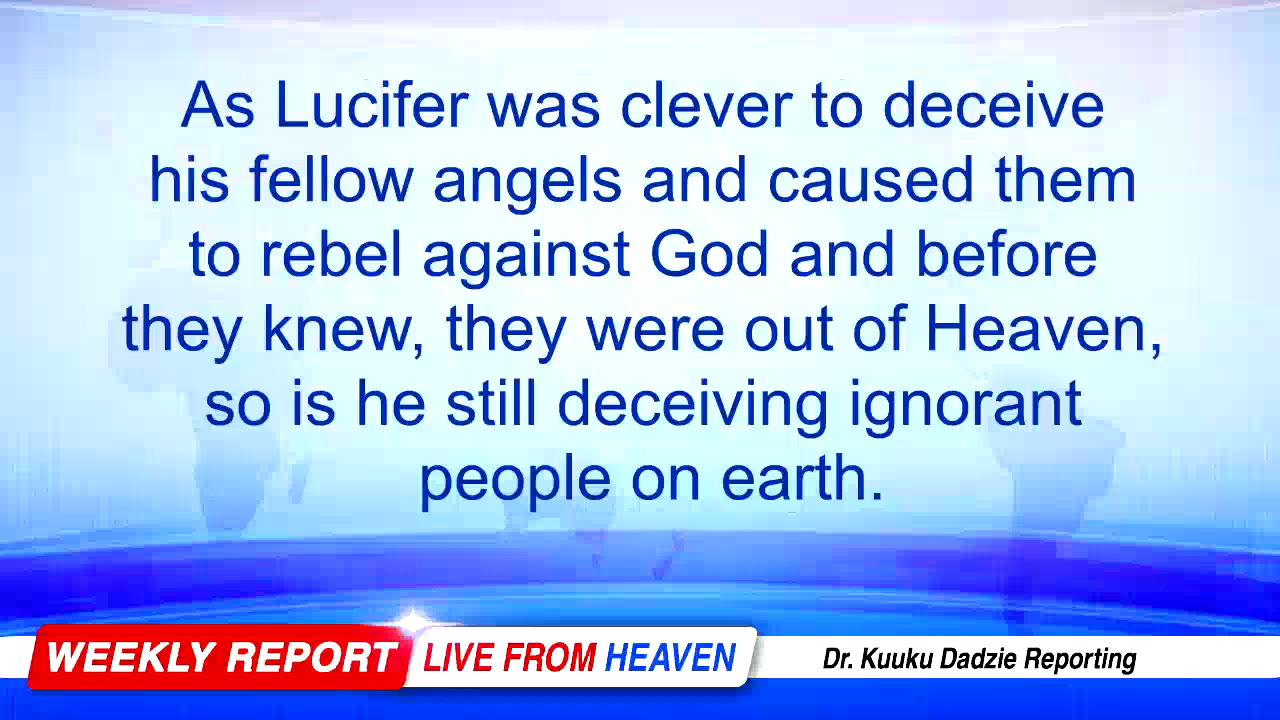 As Lucifer was clever to deceive
his fellow angels and caused them
to rebel against God and before
they knew, they were out of Heaven,
so is he still deceiving ignorant
people on earth.
WEEKLY REPORT LIVE FROM HEAVEN Dr. Kuuku Dadzie Reporting